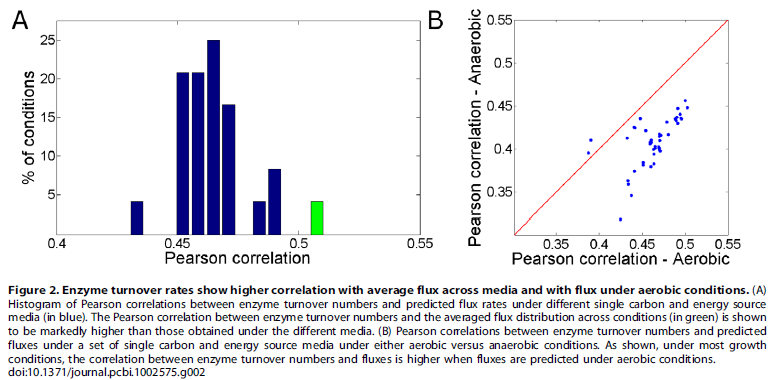 A
25
20
15
10
5
% of conditions
0.4
0.45
0.5
0.55
Pearson correlation
B
0.55
0.45
0.35
Pearson correlation - Anaerobic
0.35
0.4
0.45
0.5
0.55
Pearson correlation - Aerobic
Figure 2. Enzyme turnover rates show higher correlation with average flux across media and with flux under aerobic conditions. (A)
Histogram of Pearson correlations between enzyme turnover numbers and predicted flux rates under different single carbon and energy source
media (in blue). The Pearson correlation between enzyme turnover numbers and the averaged flux distribution across conditions (in green) is shown
to be markedly higher than those obtained under the different media. (B) Pearson correlations between enzyme turnover numbers and predicted
fluxes under a set of single carbon and energy source media under either aerobic versus anaerobic conditions. As shown, under most growth
conditions, the correlation between enzyme turnover numbers and fluxes is higher when fluxes are predicted under aerobic conditions.
doi:10.1371/journal.pcbi.1002575.g002